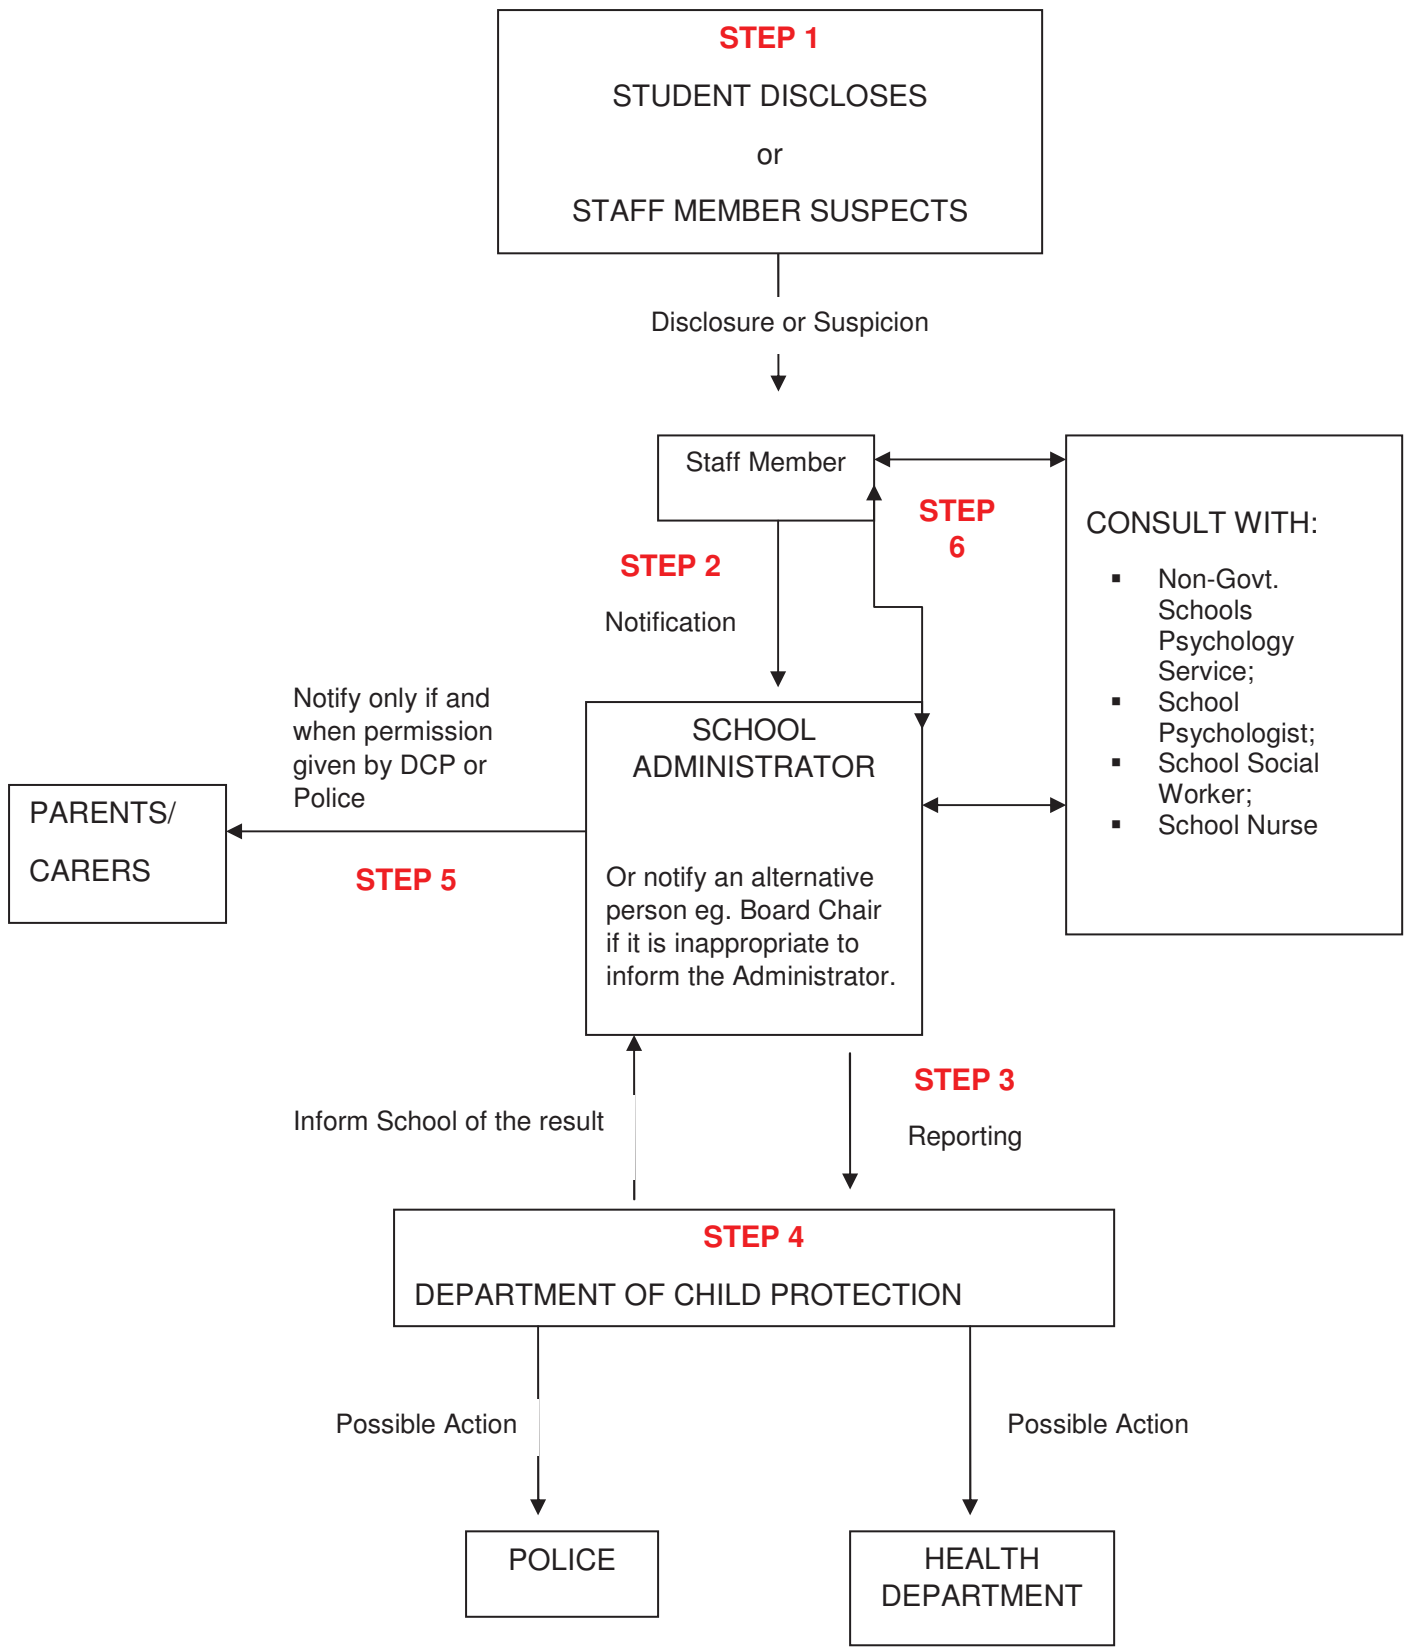 STEP 1
STUDENT DISCLOSES
or
STAFF MEMBER SUSPECTS
Disclosure or Suspicion
Staff Member
STEP
6
CONSULT WITH:
▪ Non-Govt.
Schools
Psychology
Service;
▪ School
Psychologist;
▪ School Social
Worker;
▪ School Nurse
STEP 2
Notification
Notify only if and
when permission
given by DCP or
Police
PARENTS/
CARERS
STEP 5
SCHOOL
ADMINISTRATOR
Or notify an alternative
person eg. Board Chair
if it is inappropriate to
inform the Administrator.
STEP 3
Reporting
Inform School of the result
STEP 4
DEPARTMENT OF CHILD PROTECTION
Possible Action
Possible Action
POLICE
HEALTH
DEPARTMENT